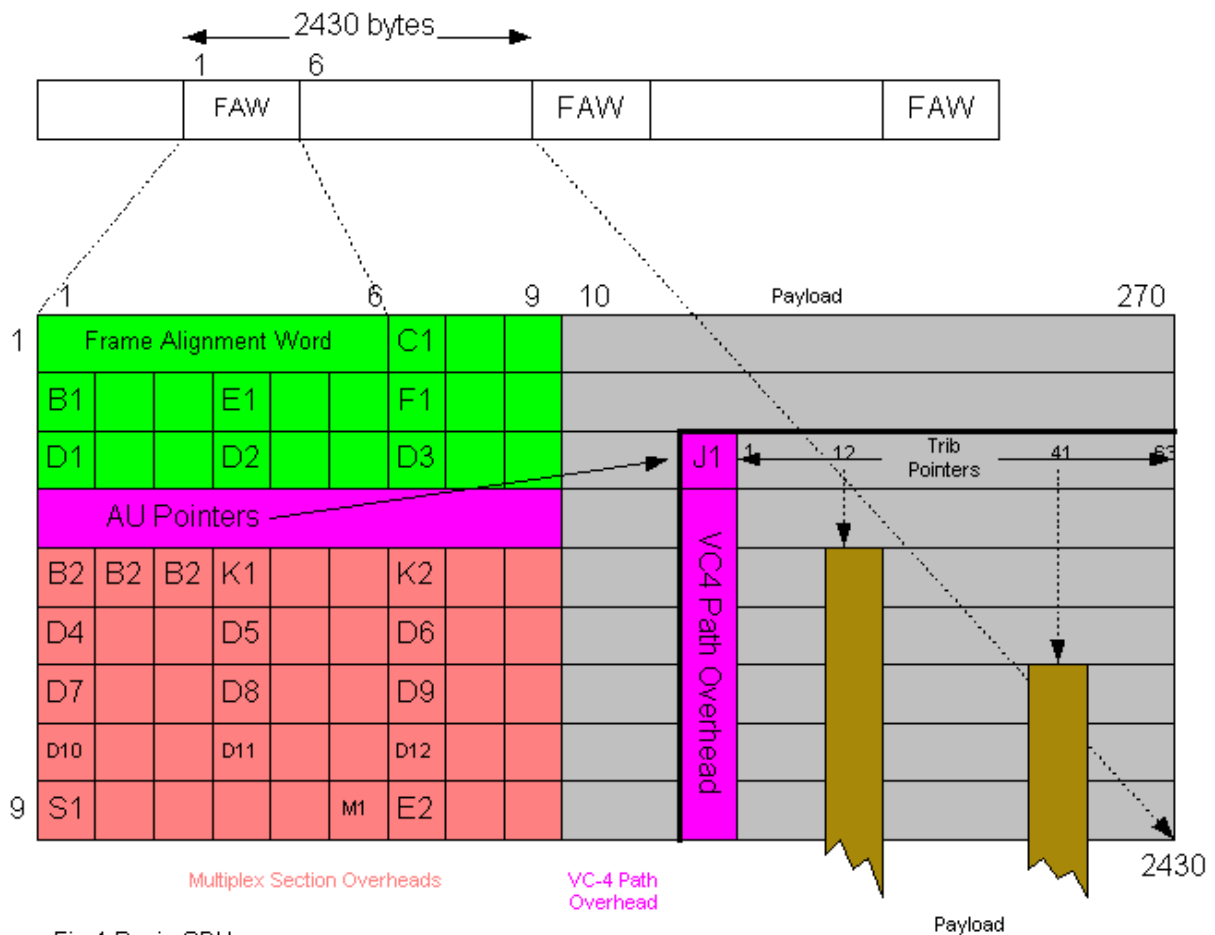 2430 bytes
1 6
FAW FAW FAW
1 6 9 10 Payload 270
1 Frame Alignment Word C1
B1 E1 F1
D1 D2 D3 J1 1 12 Trib Pointers 41 63
AU Pointers
VC4 Path Overhead
B2 B2 B2 K1 K2
D4 D5 D6
D7 D8 D9
D10 D11 D12
9 S1 M1 E2
2430
Multiplex Section Overheads
VC-4 Path
Overhead
Payload